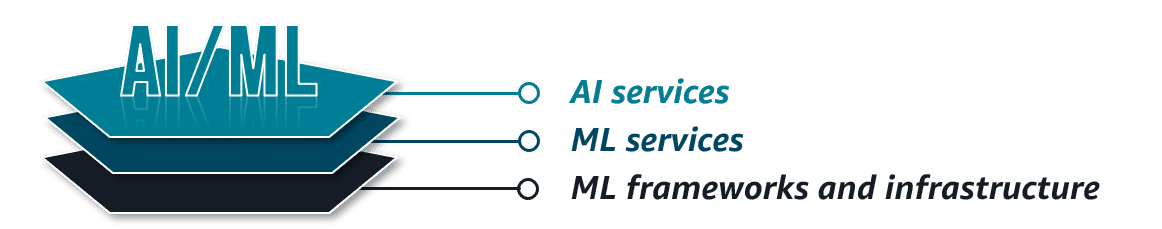 AI/ML
AI services
ML services
ML frameworks and infrastructure